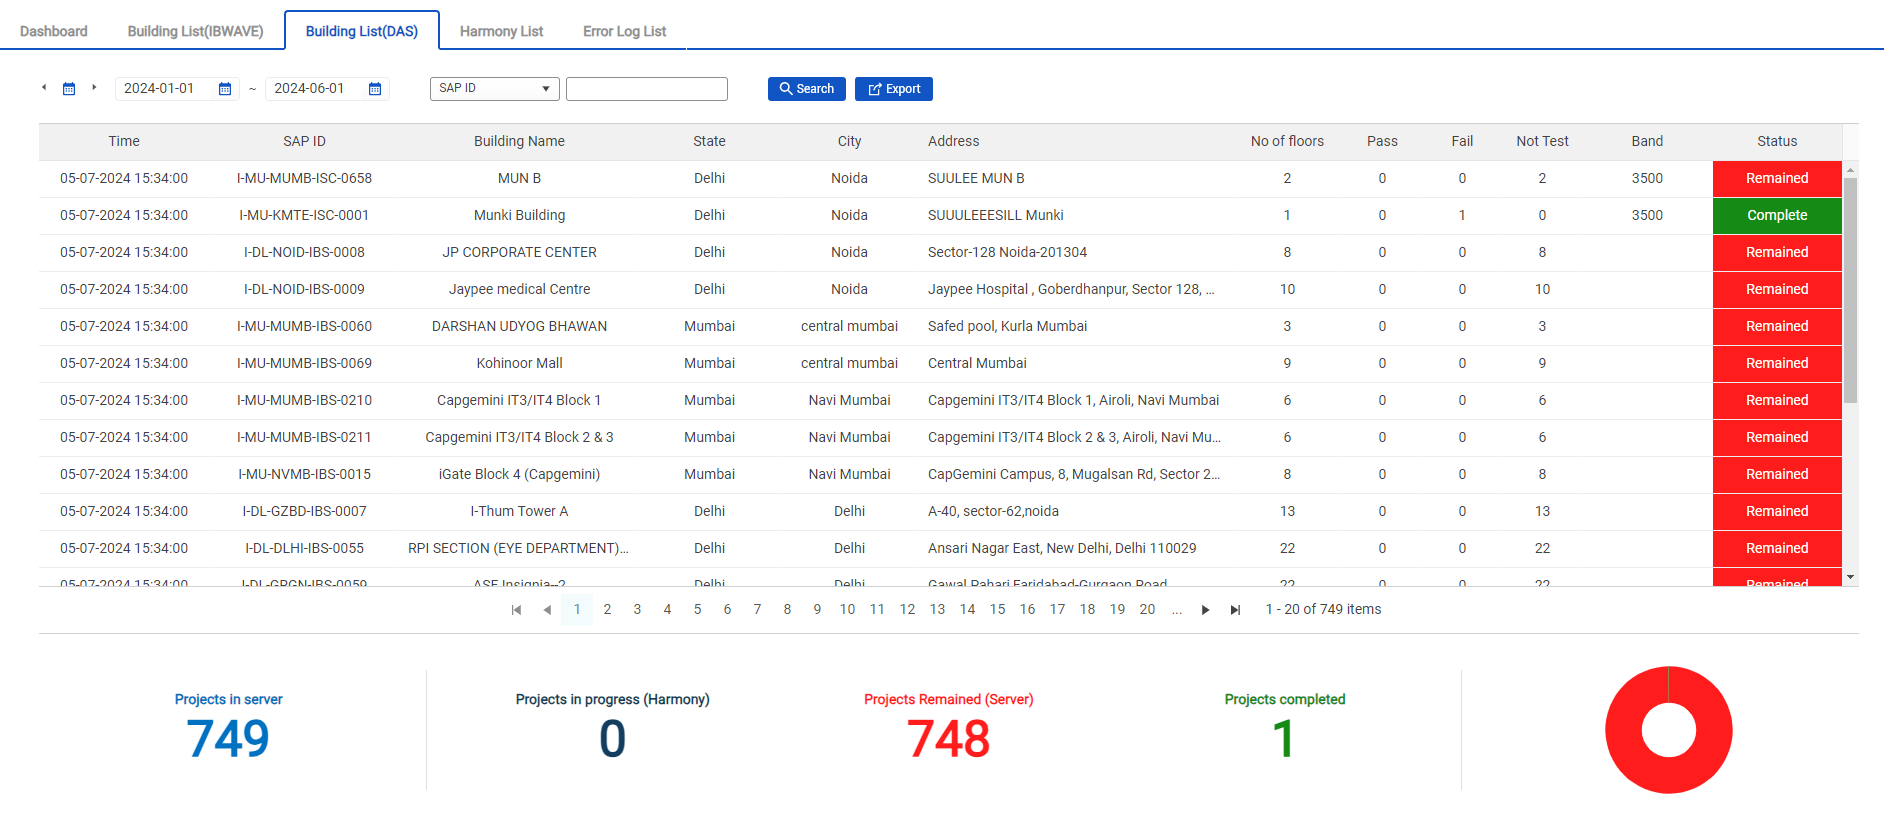 Dashboard Building List(IBWAVE) Building List(DAS) Harmony List Error Log List
2024-01-01 ~ 2024-06-01 SAP ID Search Export
Time SAP ID Building Name State City Address No of floors Pass Fail Not Test Band Status
05-07-2024 15:34:00 I-MU-MUMB-ISC-0658 MUN B Delhi Noida SUULEE MUN B 2 0 0 2 3500 Remained
05-07-2024 15:34:00 I-MU-KMTE-ISC-0001 Munki Building Delhi Noida SUUULEEESILL Munki 1 0 1 0 3500 Complete
05-07-2024 15:34:00 I-DL-NOID-IBS-0008 JP CORPORATE CENTER Delhi Noida Sector-128 Noida-201304 8 0 0 8 Remained
05-07-2024 15:34:00 I-DL-NOID-IBS-0009 Jaypee medical Centre Delhi Noida Jaypee Hospital , Goberdhanpur, Sector 128, ... 10 0 0 10 Remained
05-07-2024 15:34:00 I-MU-MUMB-IBS-0060 DARSHAN UDYOG BHAWAN Mumbai central mumbai Safed pool, Kurla Mumbai 3 0 0 3 Remained
05-07-2024 15:34:00 I-MU-MUMB-IBS-0069 Kohinoor Mall Mumbai central mumbai Central Mumbai 9 0 0 9 Remained
05-07-2024 15:34:00 I-MU-MUMB-IBS-0210 Capgemini IT3/IT4 Block 1 Mumbai Navi Mumbai Capgemini IT3/IT4 Block 1, Airoli, Navi Mumbai 6 0 0 6 Remained
05-07-2024 15:34:00 I-MU-MUMB-IBS-0211 Capgemini IT3/IT4 Block 2 & 3 Mumbai Navi Mumbai Capgemini IT3/IT4 Block 2 & 3, Airoli, Navi Mu... 6 0 0 6 Remained
05-07-2024 15:34:00 I-MU-NVMB-IBS-0015 iGate Block 4 (Capgemini) Mumbai Navi Mumbai CapGemini Campus, 8, Mugalsan Rd, Sector 2... 8 0 0 8 Remained
05-07-2024 15:34:00 I-DL-GZBD-IBS-0007 I-Thum Tower A Delhi Delhi A-40, sector-62,noida 13 0 0 13 Remained
05-07-2024 15:34:00 I-DL-DLHI-IBS-0055 RPI SECTION (EYE DEPARTMENT)... Delhi Delhi Ansari Nagar East, New Delhi, Delhi 110029 22 0 0 22 Remained
05-07-2024 15:34:00 I-DL-GRGN-IBS-0059 ASF Insignia--2 Delhi Delhi Gawal Pahari Faridabad-Gurgaon Road 22 0 0 22 Remained
1 2 3 4 5 6 7 8 9 10 11 12 13 14 15 16 17 18 19 20 ... 1 - 20 of 749 items
Projects in server Projects in progress (Harmony) Projects Remained (Server) Projects completed
749 0 748 1